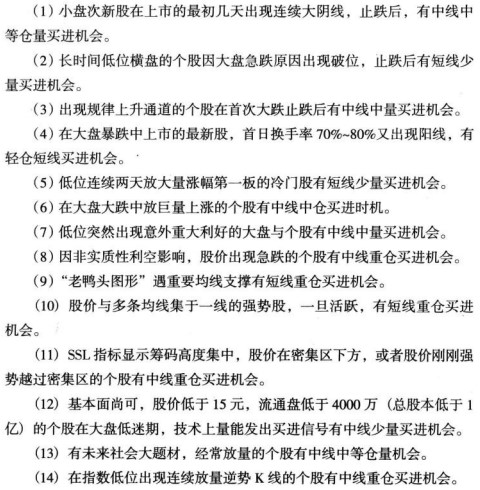 （1）小盘次新股在上市的最初几天出现连续大阴线，止跌后，有中线中
等仓量买进机会。
（2）长时间低位横盘的个股因大盘急跌原因出现破位，止跌后有短线少
量买进机会。
（3）出现规律上升通道的个股在首次大跌止跌后有中线中量买进机会。
（4）在大盘暴跌中上市的最新股，首日换手率 70%~80%又出现阳线，有
轻仓短线买进机会。
（5）低位连续两天放大量涨幅第一板的冷门股有短线少量买进机会。
（6）在大盘大跌中放巨量上涨的个股有中线中仓买进时机。
（7）低位突然出现意外重大利好的大盘与个股有中线中量买进机会。
（8）因非实质性利空影响，股价出现急跌的个股有中线重仓买进机会。
（9）“老鸭头图形”遇重要均线支撑有短线重仓买进机会。
（10）股价与多条均线集于一线的强势股，一旦活跃，有短线重仓买进
机会。
（11）SSL 指标显示筹码高度集中，股价在密集区下方，或者股价刚刚强
势越过密集区的个股有中线重仓买进机会。
（12）基本面尚可，股价低于 15 元，流通盘低于 4000 万（总股本低于 1
亿）的个股在大盘低迷期，技术上量能发出买进信号有中线少量买进机会。
（13）有未来社会大题材，经常放量的个股有中线中等仓量买进机会。
（14）在指数低位出现连续放量逆势 K 线的个股有中线重仓买进机会。